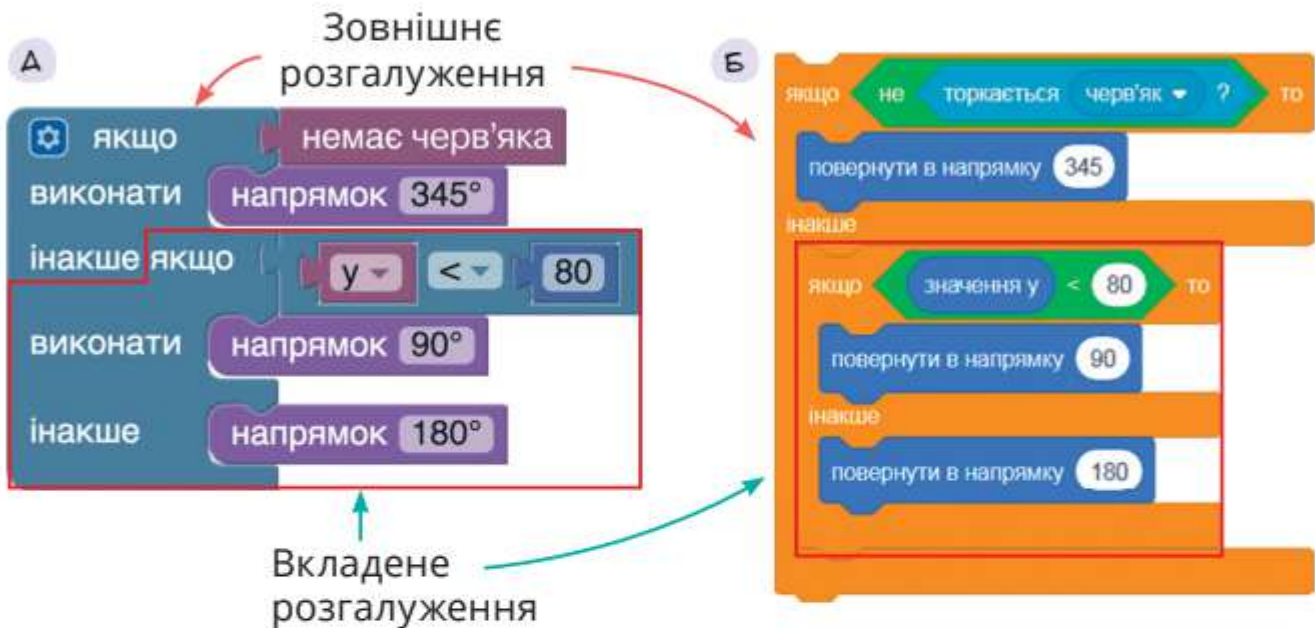 Зовнішнє
розгалуження
А
якщо немає черв’яка
виконати напрямок 345°
інакше якщо y < 80
виконати напрямок 90°
інакше напрямок 180°
Б
якщо не торкається черв'як ? то
повернути в напрямку 345
інакше
якщо значення y < 80 то
повернути в напрямку 90
інакше
повернути в напрямку 180
Вкладене
розгалуження